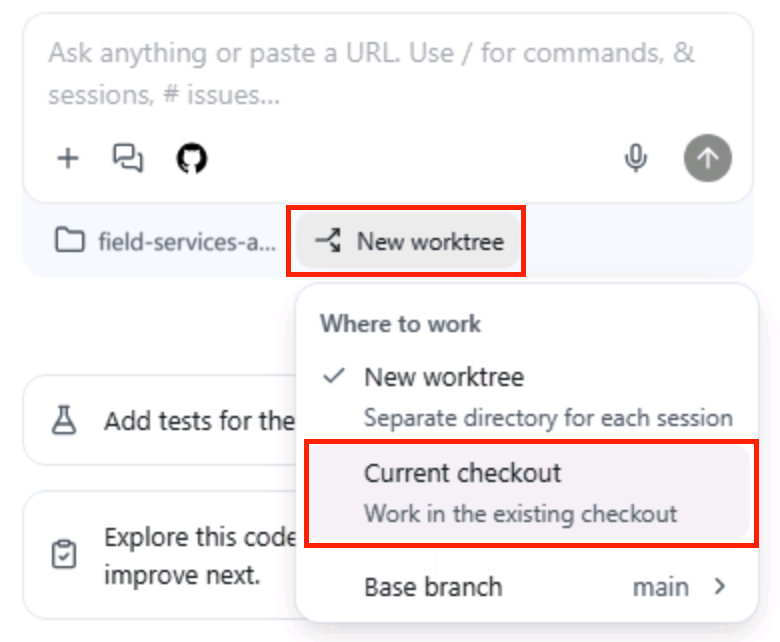 Ask anything or paste a URL. Use / for commands, &
sessions, # issues...
field-services-a...
New worktree
Where to work
New worktree
Separate directory for each session
Current checkout
Work in the existing checkout
Base branch main
Add tests for the
Explore this code
improve next.